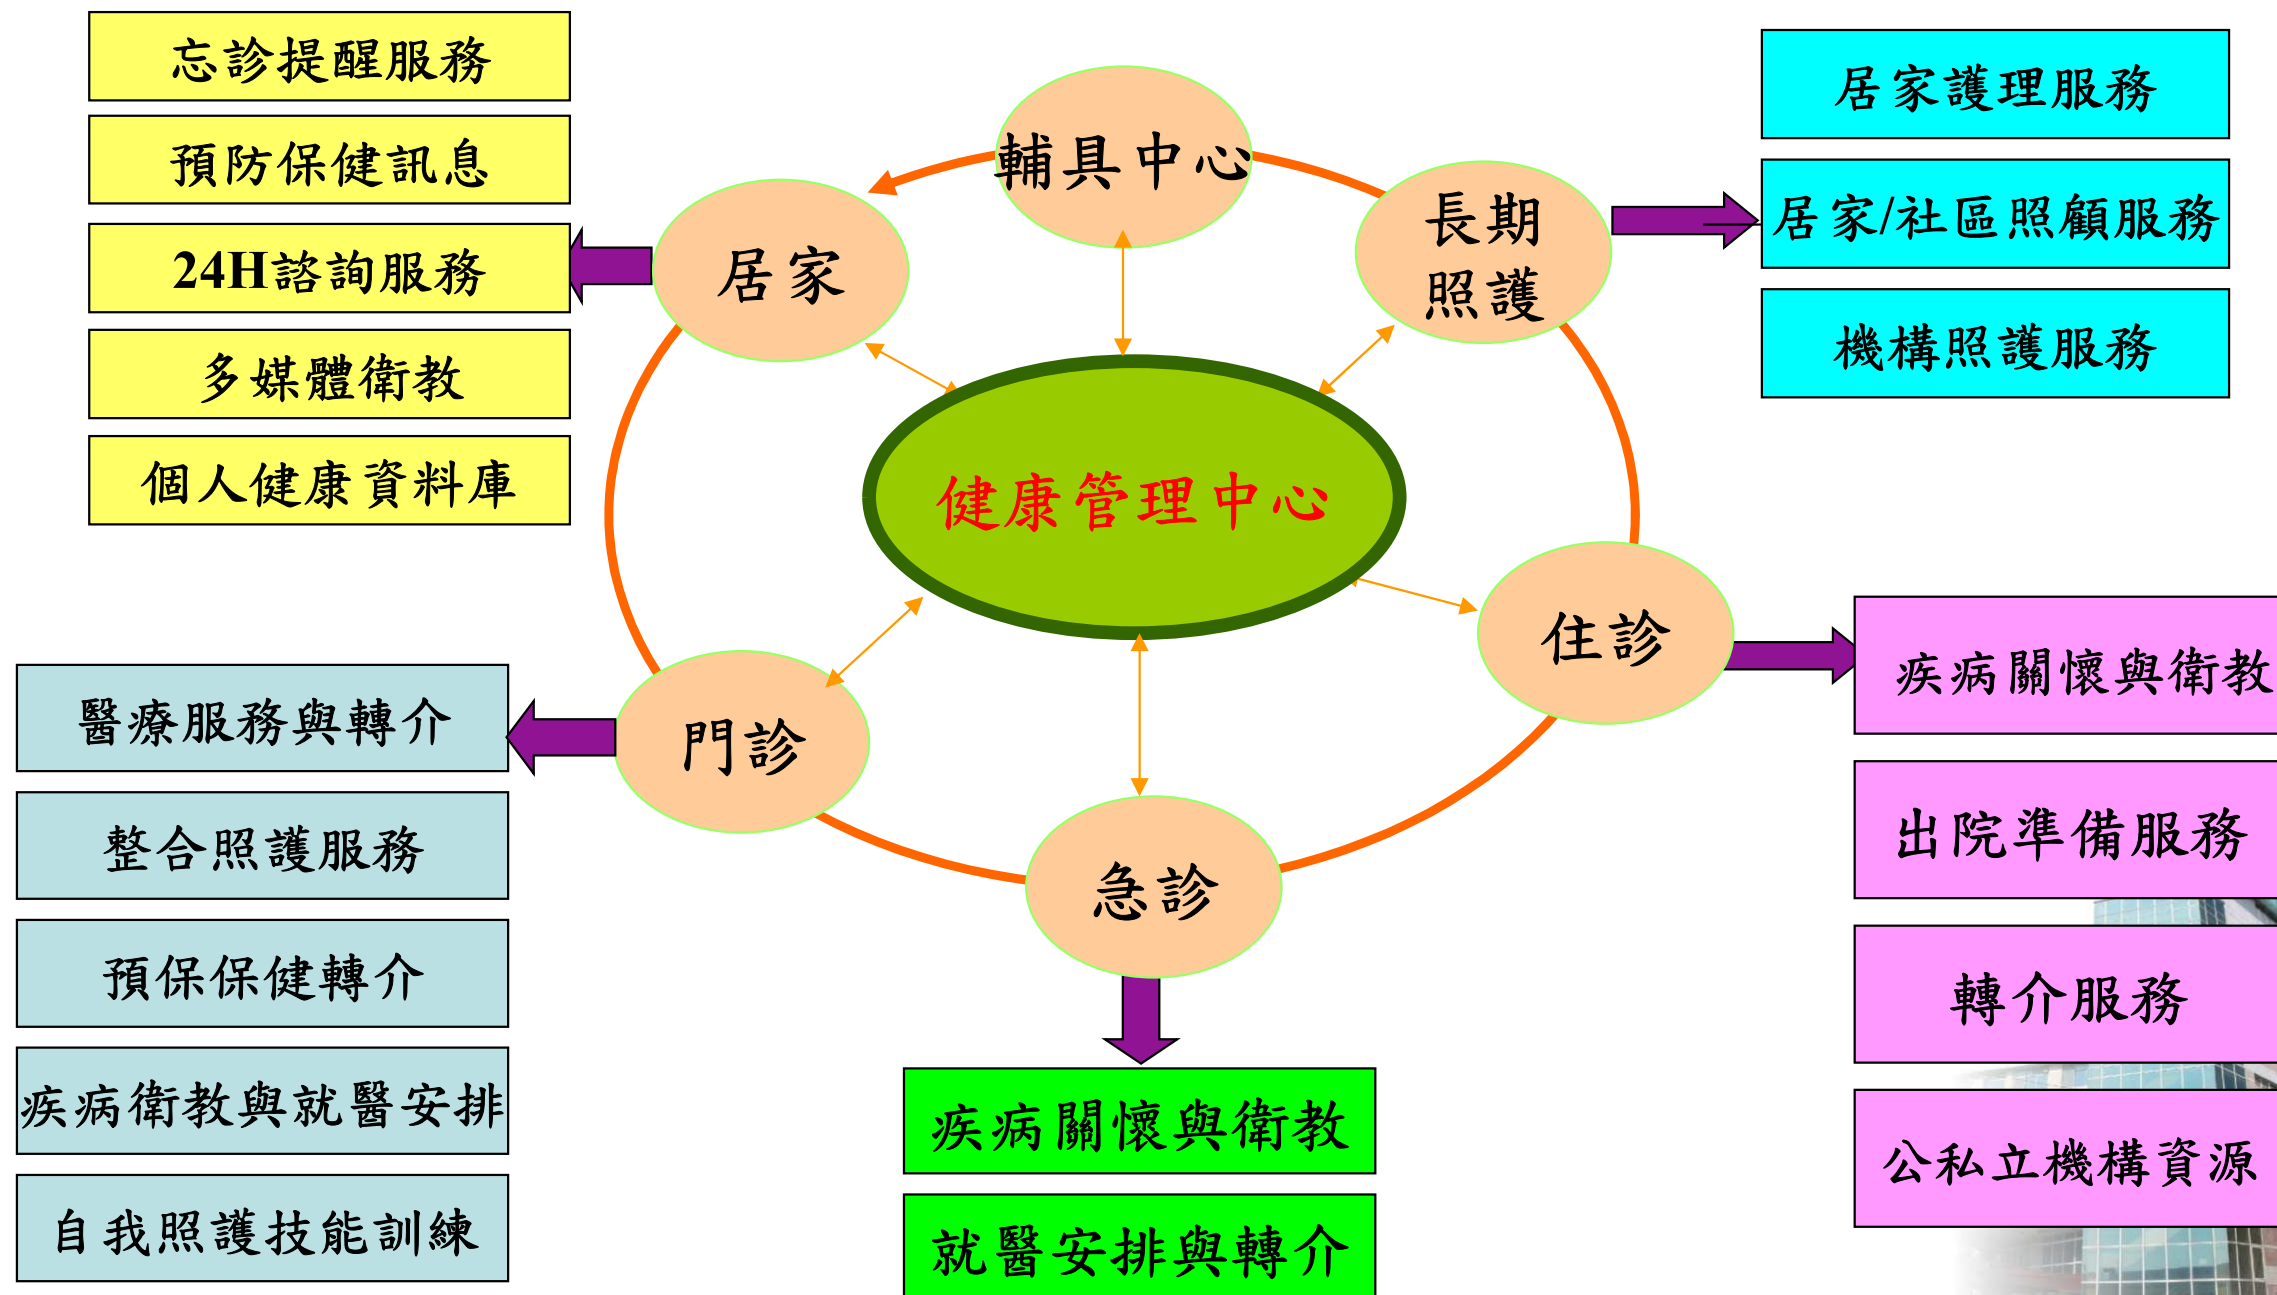 忘診提醒服務
預防保健訊息
24H諮詢服務
多媒體衛教
個人健康資料庫
輔具中心
居家
長期
照護
居家護理服務
居家/社區照顧服務
機構照護服務
健康管理中心
住診
門診
急診
醫療服務與轉介
整合照護服務
預保保健轉介
疾病衛教與就醫安排
自我照護技能訓練
疾病關懷與衛教
就醫安排與轉介
疾病關懷與衛教
出院準備服務
轉介服務
公私立機構資源